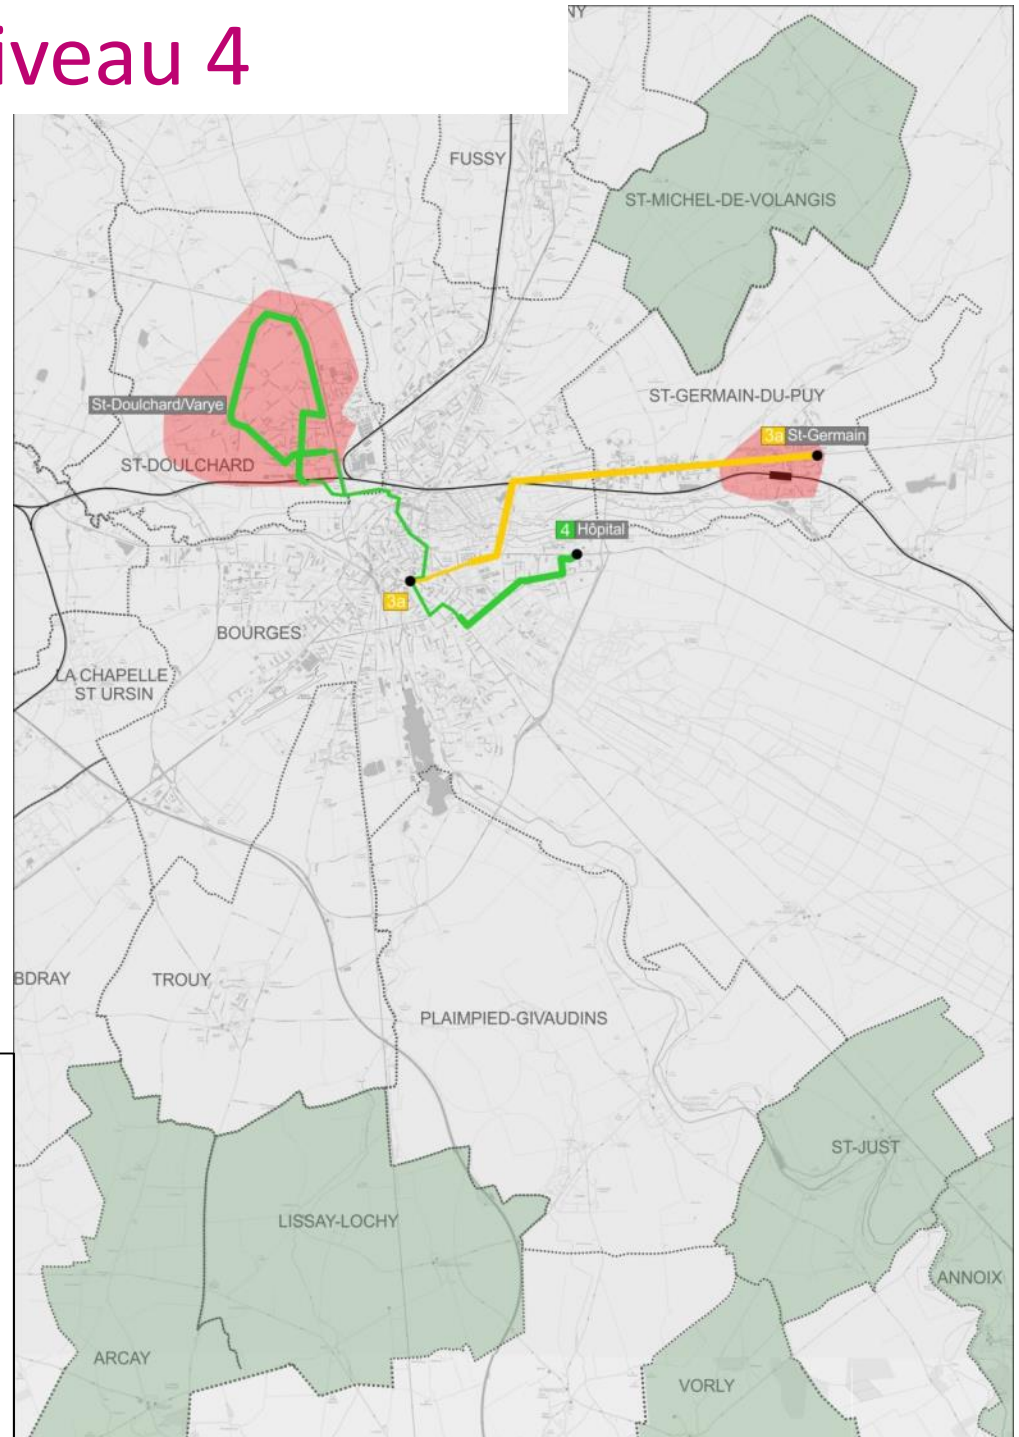 iveau 4
NY
FUSSY
ST-MICHEL-DE-VOLANGIS
ST-GERMAIN-DU-PUY
St-Doulchard/Varye
3a St-Germain
ST-DOULCHARD
4 Hôpital
3a
BOURGES
LA CHAPELLE
ST URSIN
BDRAY
TROUY
PLAIMPIED-GIVAUDINS
ST-JUST
LISSAY-LOCHY
ANNOIX
ARCAY
VORLY